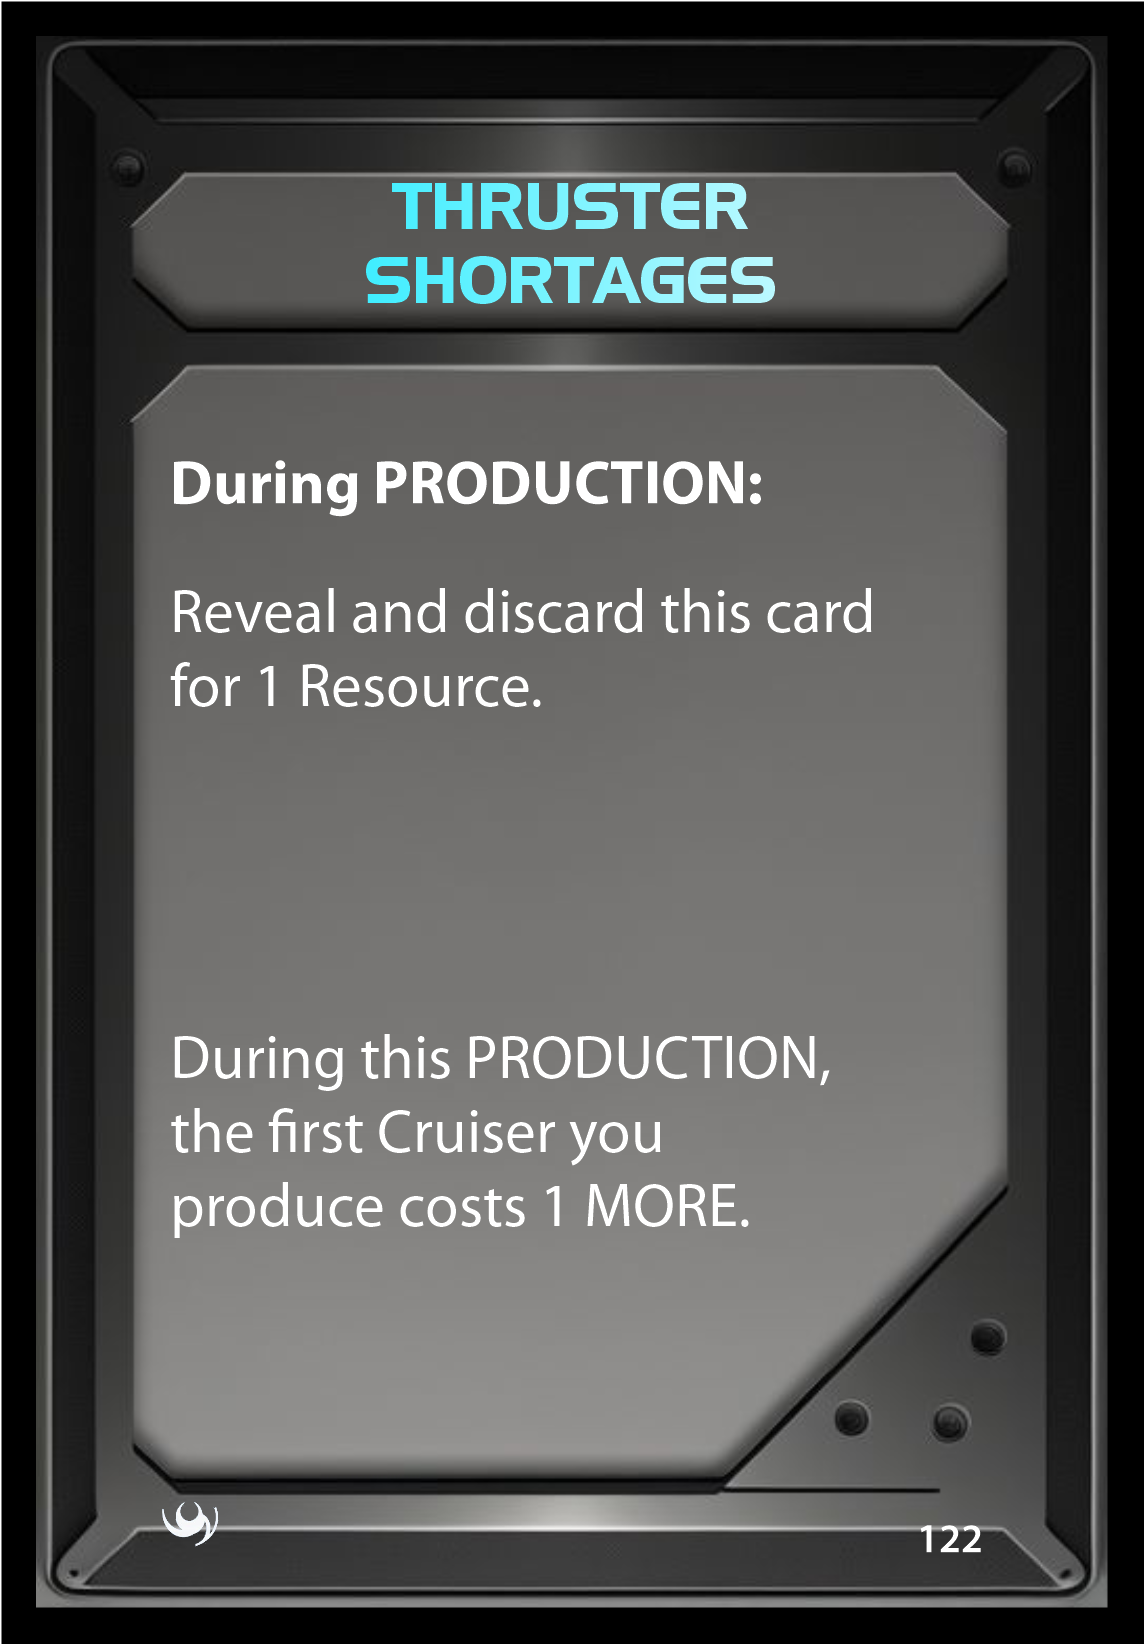 THRUSTER
SHORTAGES
During PRODUCTION:
Reveal and discard this card
for 1 Resource.
During this PRODUCTION,
the first Cruiser you
produce costs 1 MORE.
122